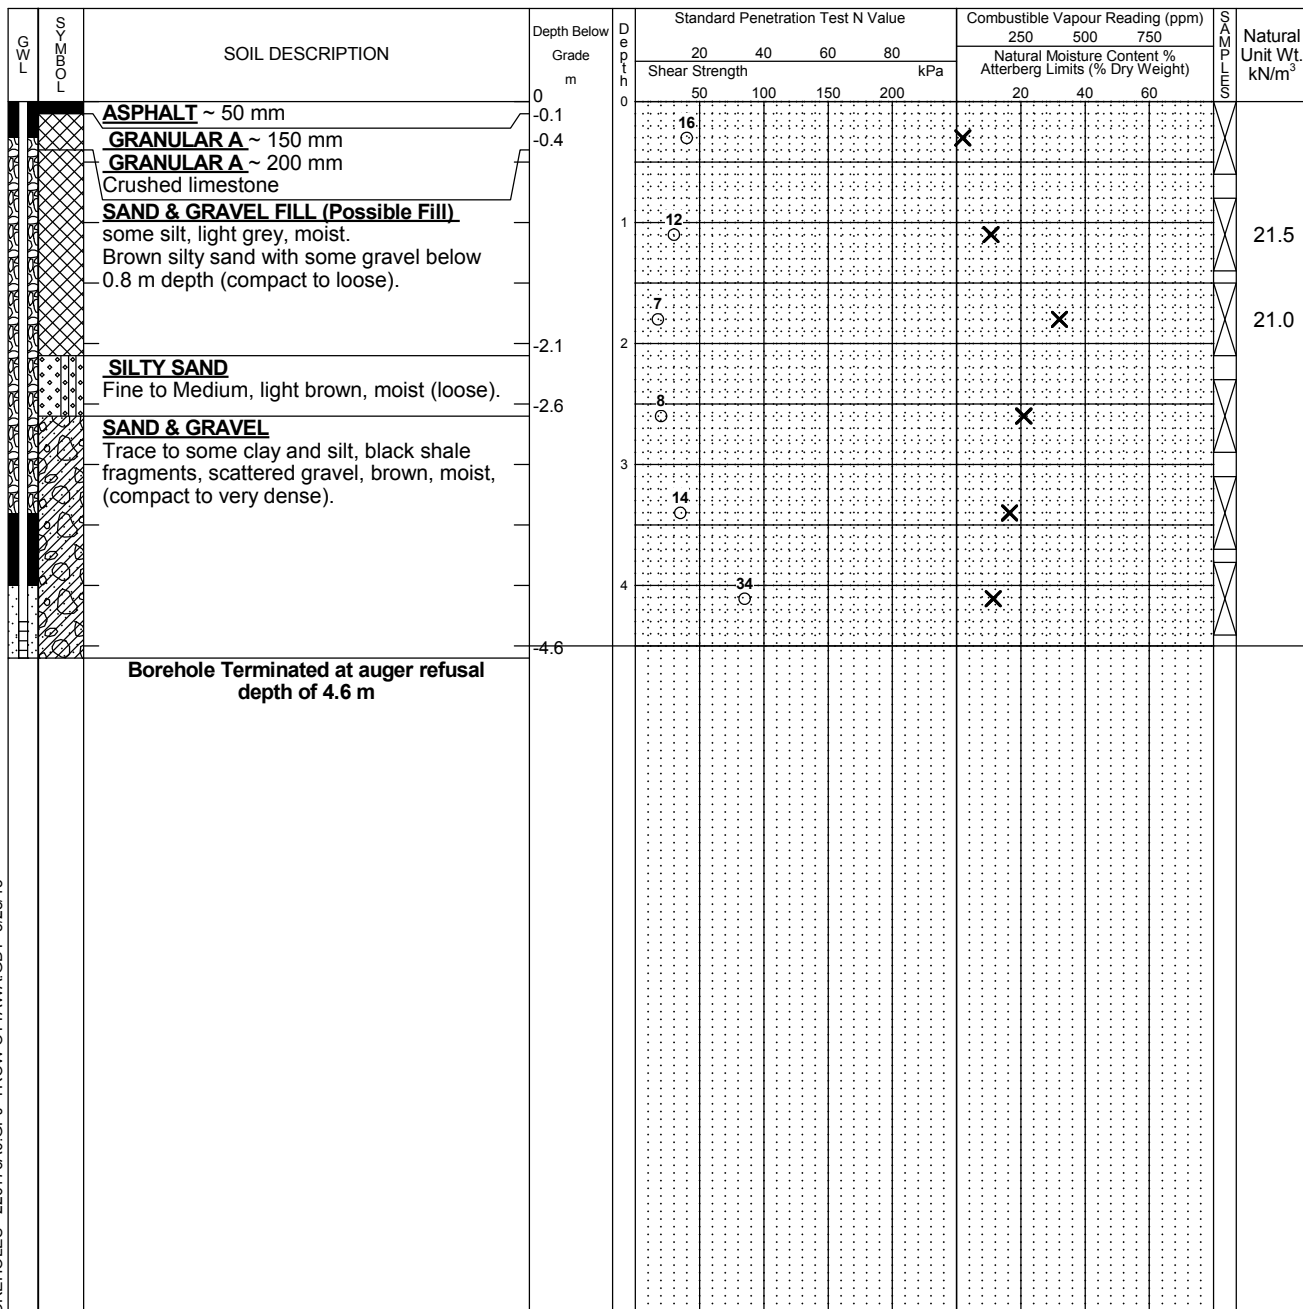 GWL
SYMBOL
SOIL DESCRIPTION
Depth Below
Grade
m
Depth
Standard Penetration Test N Value
20 40 60 80
Shear Strength kPa
50 100 150 200
Combustible Vapour Reading (ppm)
250 500 750
Natural Moisture Content %
Atterberg Limits (% Dry Weight)
20 40 60
SAMPLES
Natural
Unit Wt.
kN/m³
0
0
ASPHALT ~ 50 mm
-0.1
GRANULAR A ~ 150 mm
-0.4
16
GRANULAR A ~ 200 mm
Crushed limestone
SAND & GRAVEL FILL (Possible Fill)
some silt, light grey, moist.
Brown silty sand with some gravel below
0.8 m depth (compact to loose).
1
12
21.5
7
21.0
-2.1
2
SILTY SAND
Fine to Medium, light brown, moist (loose).
-2.6
8
SAND & GRAVEL
Trace to some clay and silt, black shale
fragments, scattered gravel, brown, moist,
(compact to very dense).
3
14
4
34
-4.6
Borehole Terminated at auger refusal
depth of 4.6 m